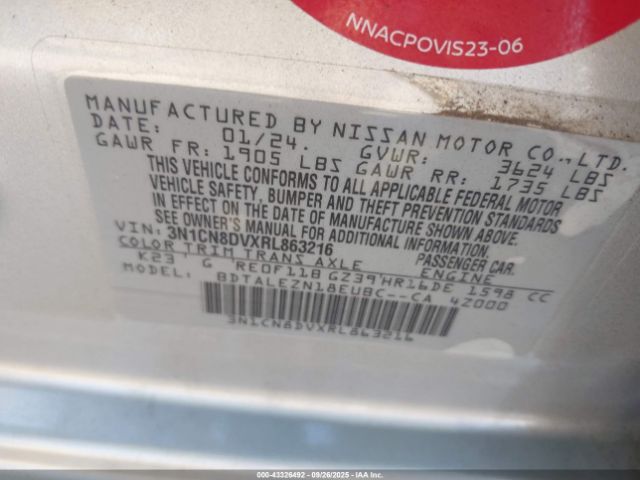 NNACPOVIS23-06
MANUFACTURED BY NISSAN MOTOR CO.,LTD.
DATE: 01/24. GVWR: 3624 LBS
GAWR FR: 1905 LBS GAWR RR: 1735 LBS
THIS VEHICLE CONFORMS TO ALL APPLICABLE FEDERAL MOTOR
VEHICLE SAFETY, BUMPER AND THEFT PREVENTION STANDARDS
IN EFFECT ON THE DATE OF MANUFACTURE SHOWN ABOVE.
SEE OWNER'S MANUAL FOR ADDITIONAL INFORMATION.
VIN: 3N1CN8DVXRL863216 PASSENGER CAR.
COLOR TRIM TRANS AXLE ENGINE
K23 G RE0F11B GZ39 HR16DE 1598 CC
MODEL: BDTALEZN18EUBC--CA 4Z000
3N1CN8DVXRL863216
000-43326492 - 09/26/2025 - IAAI Inc.